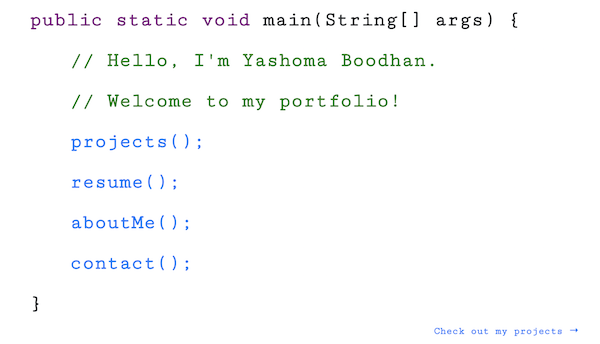 public static void main(String[] args) {
// Hello, I'm Yashoma Boodhan.
// Welcome to my portfolio!
projects();
resume();
aboutMe();
contact();
}
Check out my projects →